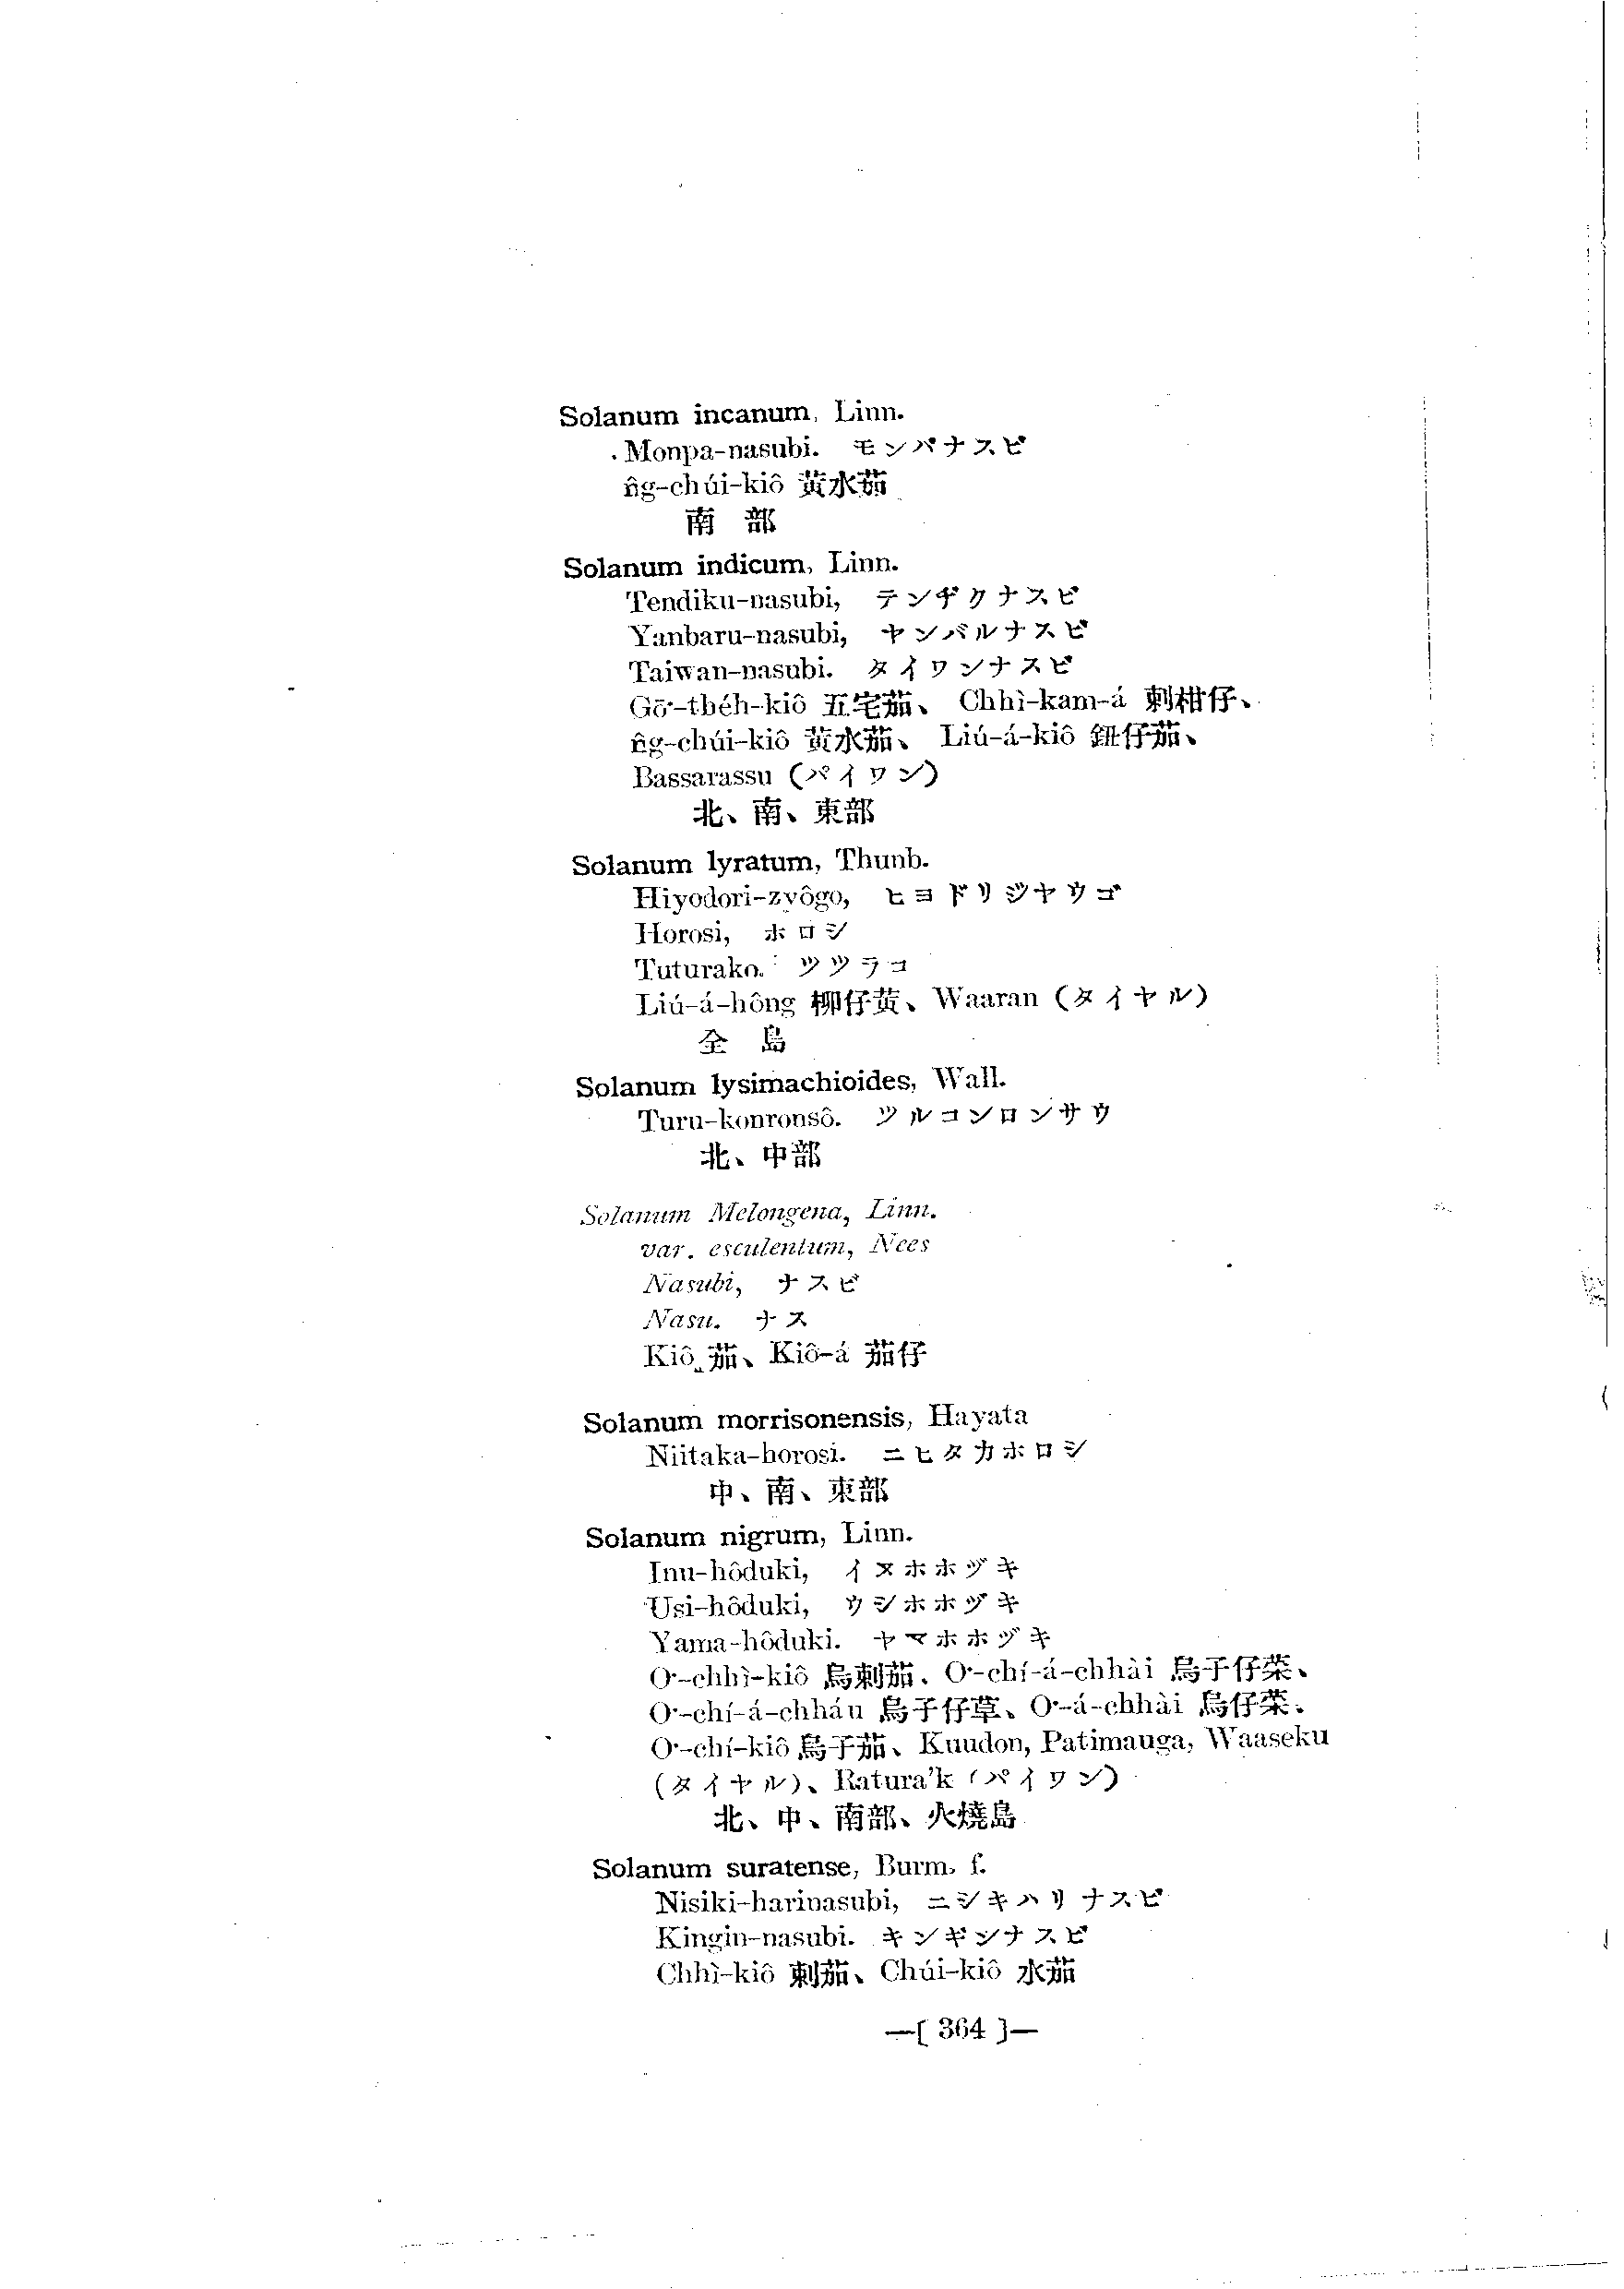 Solanum incanum, Linn.
Monpa-nasubi. モンパナスビ
n̂g-chúi-kiô 黃水茄
南 部
Solanum indicum, Linn.
Tendiku-nasubi, テンヂクナスビ
Yanbaru-nasubi, ヤンバルナスビ
Taiwan-nasubi. タイワンナスビ
Gō͘-théh-kiô 五宅茄、 Chhì-kam-á 刺柑仔、
n̂g-chúi-kiô 黃水茄、 Liú-á-kiô 鈕仔茄、
Bassarassu (パイワン)
北、南、東部
Solanum lyratum, Thunb.
Hiyodori-zyôgo, ヒヨドリジヤウゴ
Horosi, ホロシ
Tuturako. ツヅラコ
Liú-á-hông 柳仔黃、Waaran (タイヤル)
全 島
Solanum lysimachioides, Wall.
Turu-konronsô. ツルコンロンサウ
北、中部
Solanum Melongena, Linn.
var. esculentum, Nees
Nasubi, ナスビ
Nasu. ナス
Kiô 茄、Kiô-á 茄仔
Solanum morrisonensis, Hayata
Niitaka-horosi. ニヒタカホロシ
中、南、東部
Solanum nigrum, Linn.
Inu-hôduki, イヌホホヅキ
Usi-hôduki, ウシホホヅキ
Yama-hôduki. ヤマホホヅキ
O͘-chhì-kiô 烏刺茄. O͘-chí-á-chhài 烏子仔菜、
O͘-chí-á-chháu 烏子仔草、O͘-á-chhài 烏仔菜.
O͘-chí-kiô 烏子茄、Kuudon, Patimauga, Waaseku
(タイヤル)、Ratura'k (パイワン)
北、中、南部、火燒島
Solanum suratense, Burm. f.
Nisiki-harinasubi, ニシキハリナスビ
Kingin-nasubi. キンギンナスビ
Chhì-kiô 刺茄、Chúi-kiô 水茄
—[ 364 ]—